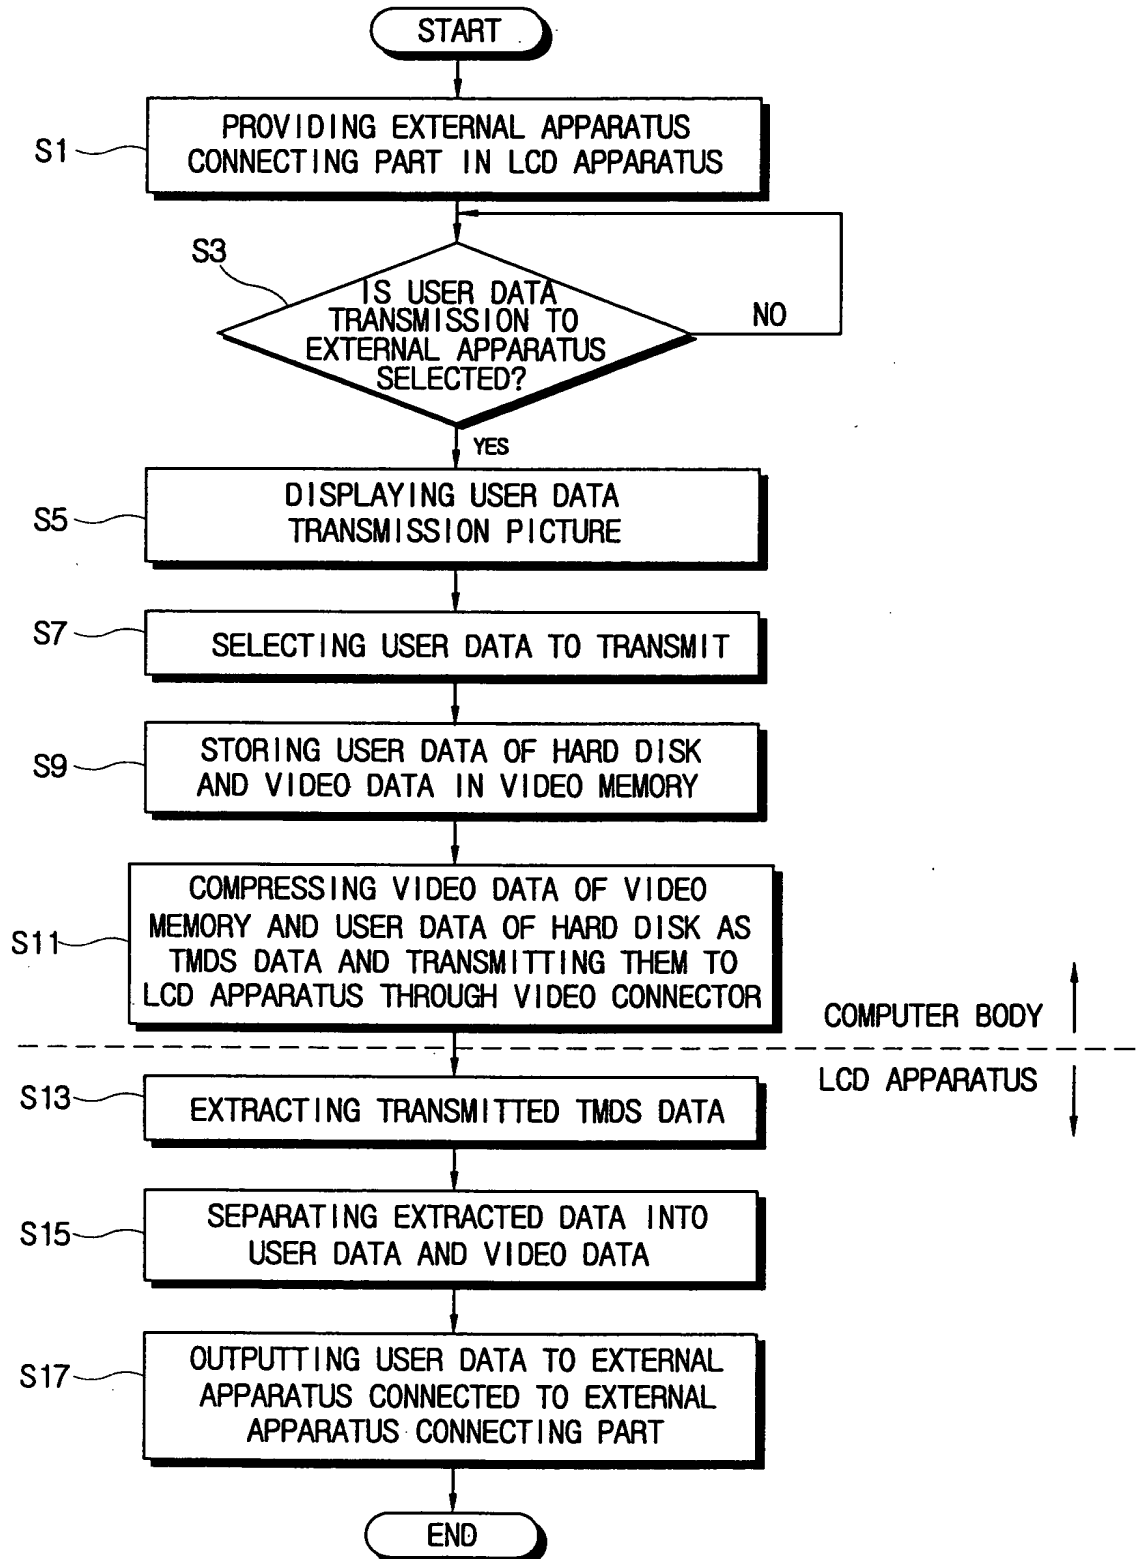 START
S1
PROVIDING EXTERNAL APPARATUS
CONNECTING PART IN LCD APPARATUS
S3
IS USER DATA
TRANSMISSION TO
EXTERNAL APPARATUS
SELECTED?
NO
YES
S5
DISPLAYING USER DATA
TRANSMISSION PICTURE
S7
SELECTING USER DATA TO TRANSMIT
S9
STORING USER DATA OF HARD DISK
AND VIDEO DATA IN VIDEO MEMORY
S11
COMPRESSING VIDEO DATA OF VIDEO
MEMORY AND USER DATA OF HARD DISK AS
TMDS DATA AND TRANSMITTING THEM TO
LCD APPARATUS THROUGH VIDEO CONNECTOR
COMPUTER BODY
LCD APPARATUS
S13
EXTRACTING TRANSMITTED TMDS DATA
S15
SEPARATING EXTRACTED DATA INTO
USER DATA AND VIDEO DATA
S17
OUTPUTTING USER DATA TO EXTERNAL
APPARATUS CONNECTED TO EXTERNAL
APPARATUS CONNECTING PART
END